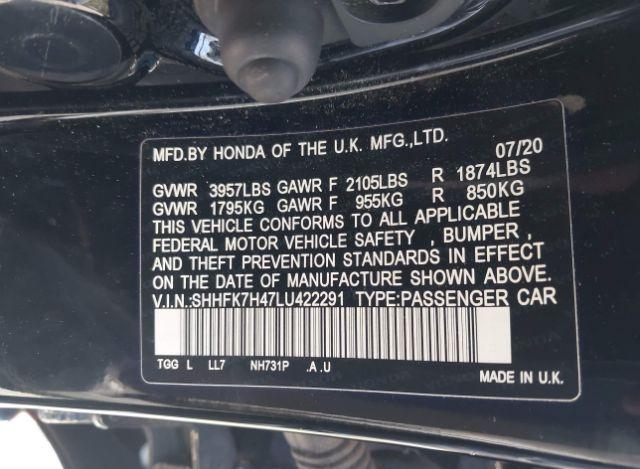 MFD.BY HONDA OF THE U.K. MFG.,LTD. 07/20
GVWR 3957LBS GAWR F 2105LBS R 1874LBS
GVWR 1795KG GAWR F 955KG R 850KG
THIS VEHICLE CONFORMS TO ALL APPLICABLE
FEDERAL MOTOR VEHICLE SAFETY , BUMPER ,
AND THEFT PREVENTION STANDARDS IN EFFECT
ON THE DATE OF MANUFACTURE SHOWN ABOVE.
V.I.N.:SHHFK7H47LU422291 TYPE:PASSENGER CAR
TGG L LL7 NH731P .A .U
MADE IN U.K.